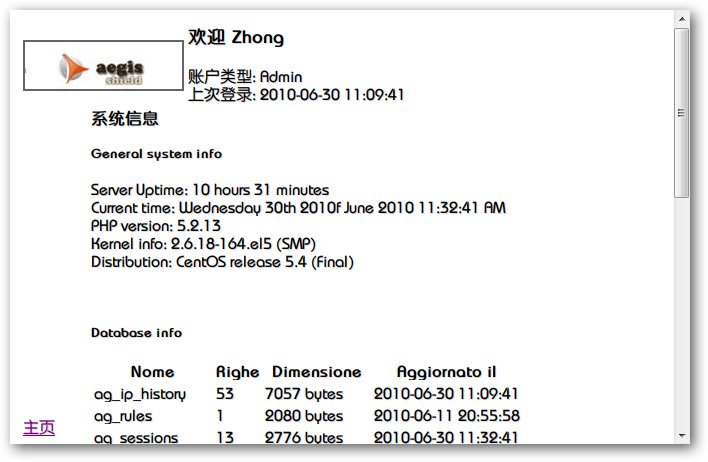 aegis
shield
欢迎 Zhong
账户类型: Admin
上次登录: 2010-06-30 11:09:41
系统信息
General system info
Server Uptime: 10 hours 31 minutes
Current time: Wednesday 30th 2010f June 2010 11:32:41 AM
PHP version: 5.2.13
Kernel info: 2.6.18-164.el5 (SMP)
Distribution: CentOS release 5.4 (Final)
Database info
Nome Righe Dimensione Aggiornato il
ag_ip_history 53 7057 bytes 2010-06-30 11:09:41
ag_rules 1 2080 bytes 2010-06-11 20:55:58
ag_sessions 13 2776 bytes 2010-06-30 11:32:41
主页